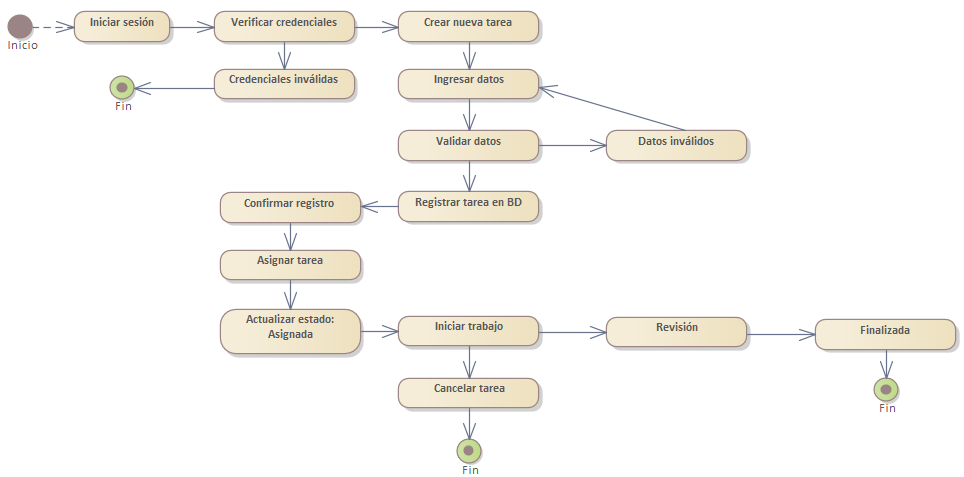 Inicio
Iniciar sesión
Verificar credenciales
Crear nueva tarea
Credenciales inválidas
Fin
Ingresar datos
Validar datos
Datos inválidos
Registrar tarea en BD
Confirmar registro
Asignar tarea
Actualizar estado:
Asignada
Iniciar trabajo
Revisión
Finalizada
Cancelar tarea
Fin
Fin